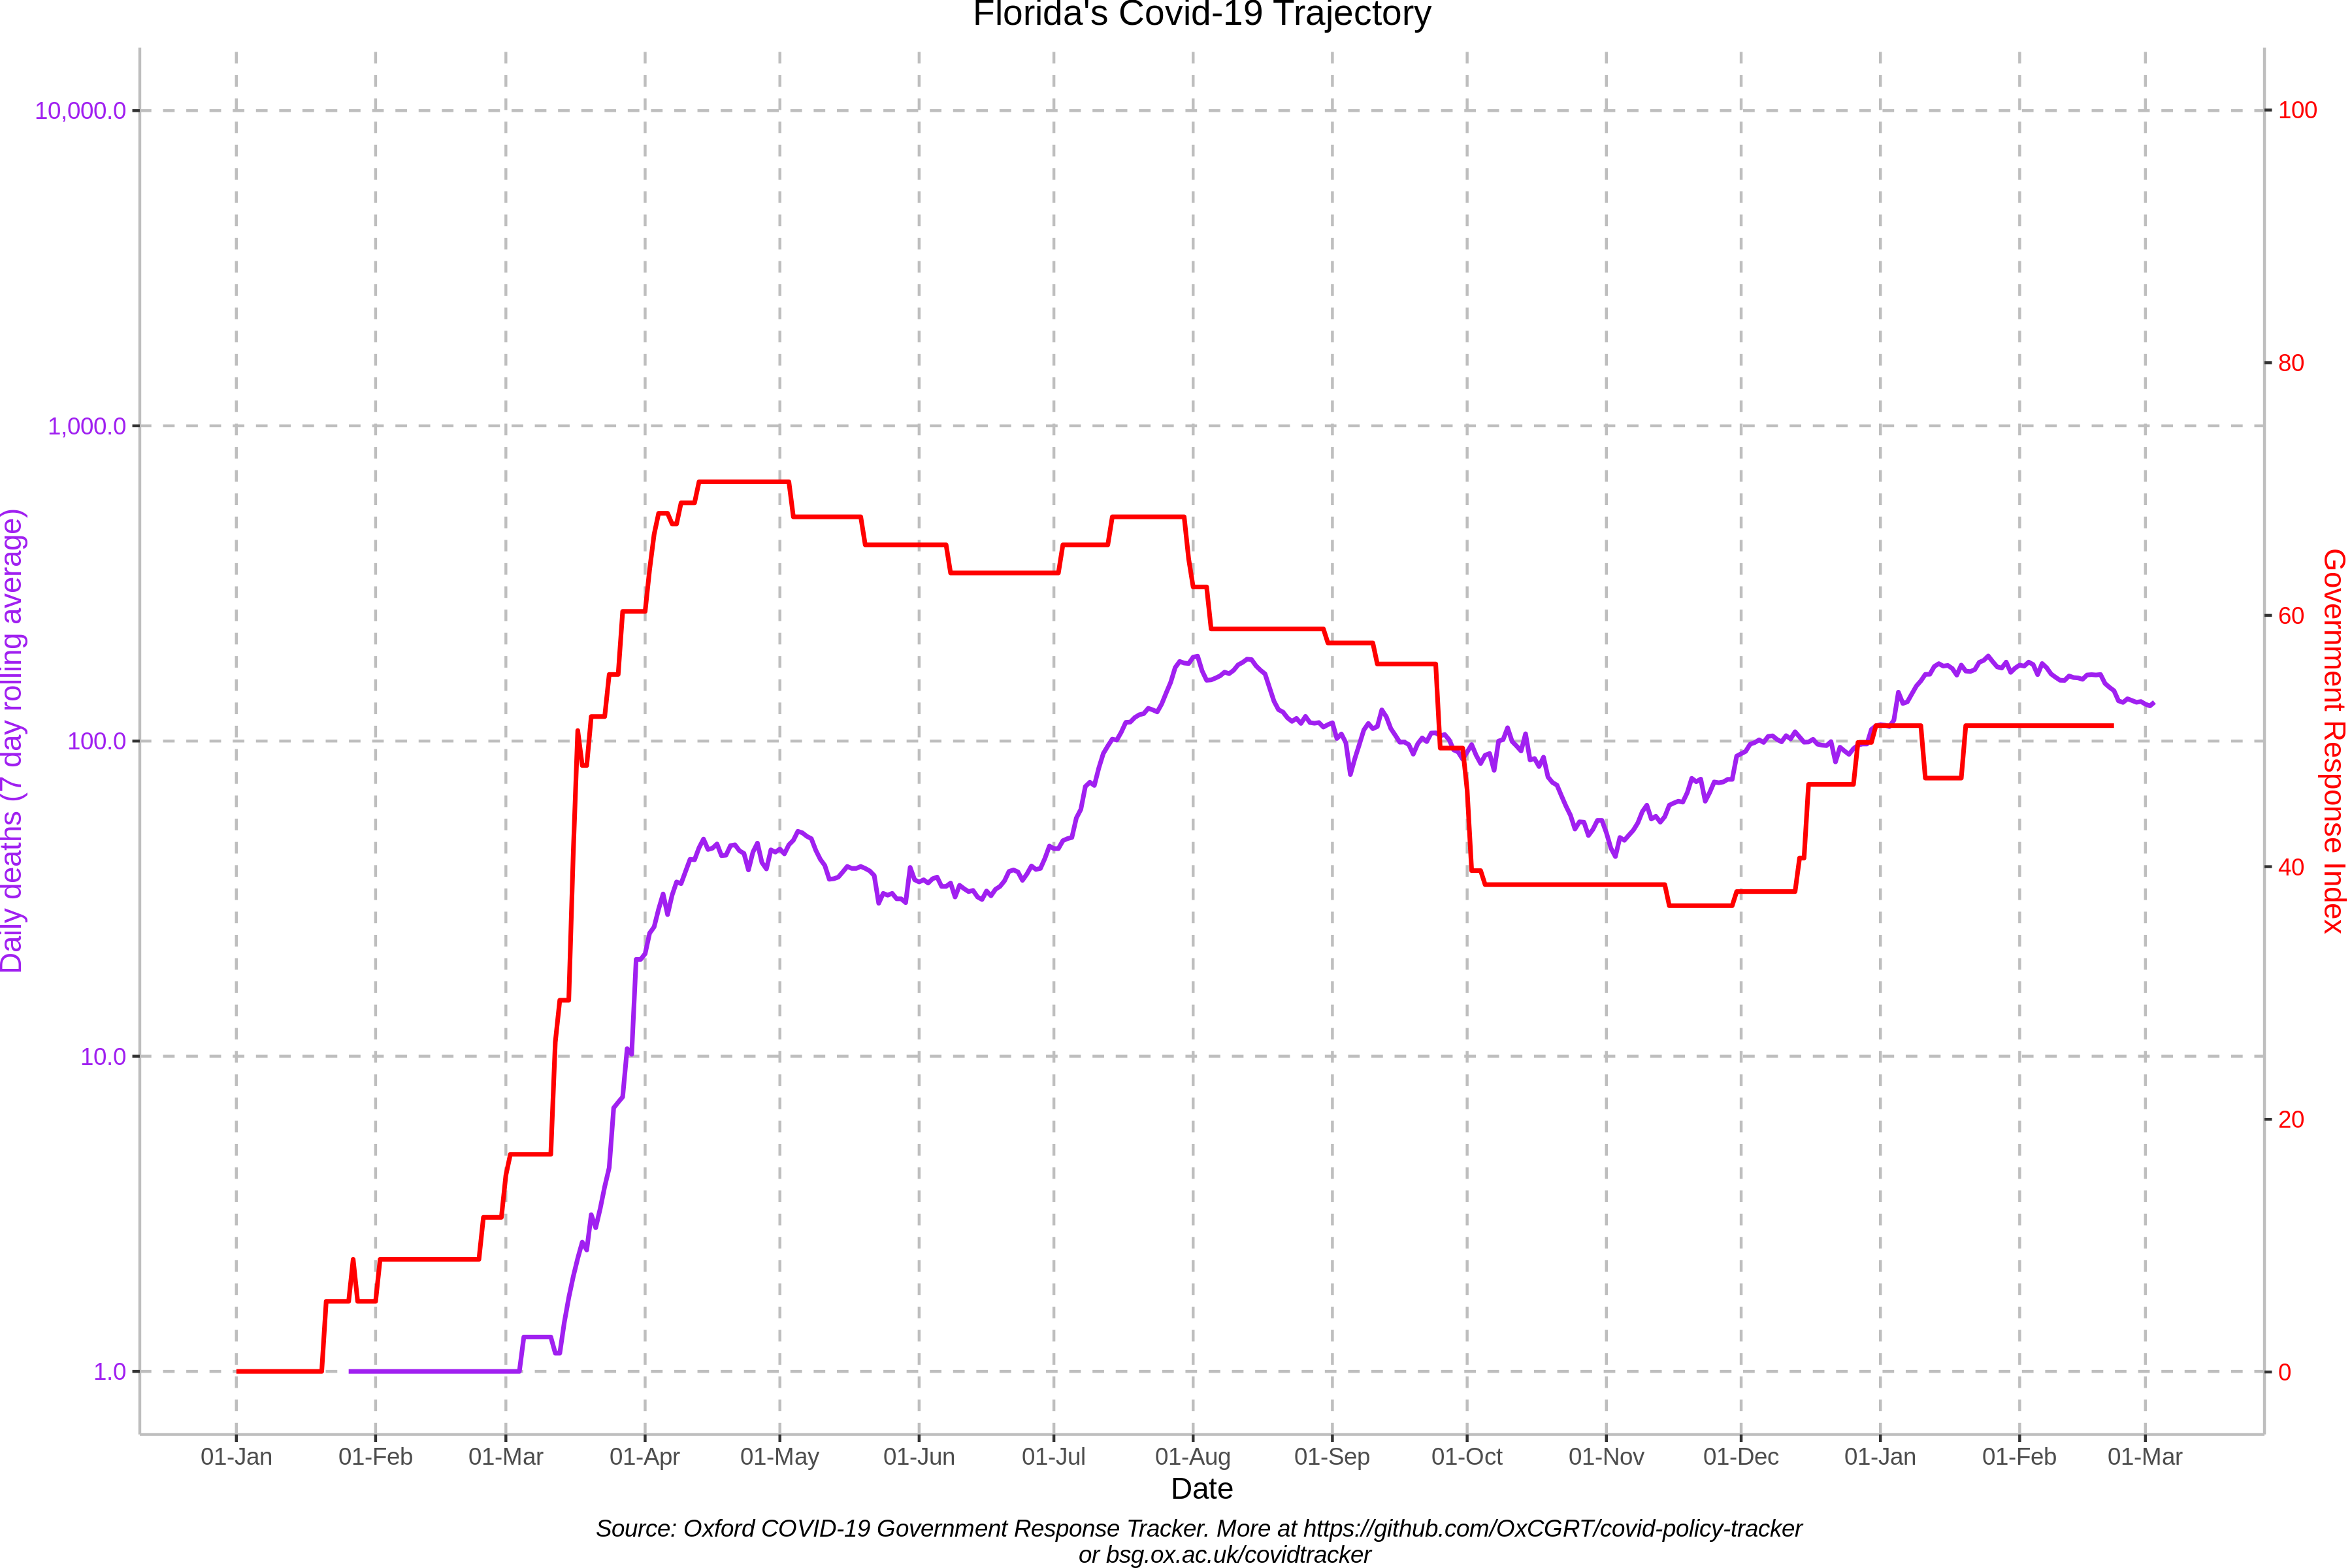 Florida's Covid-19 Trajectory
10,000.0
1,000.0
100.0
10.0
1.0
Daily deaths (7 day rolling average)
100
80
60
40
20
0
Government Response Index
01-Jan 01-Feb 01-Mar 01-Apr 01-May 01-Jun 01-Jul 01-Aug 01-Sep 01-Oct 01-Nov 01-Dec 01-Jan 01-Feb 01-Mar
Date
Source: Oxford COVID-19 Government Response Tracker. More at https://github.com/OxCGRT/covid-policy-tracker
or bsg.ox.ac.uk/covidtracker